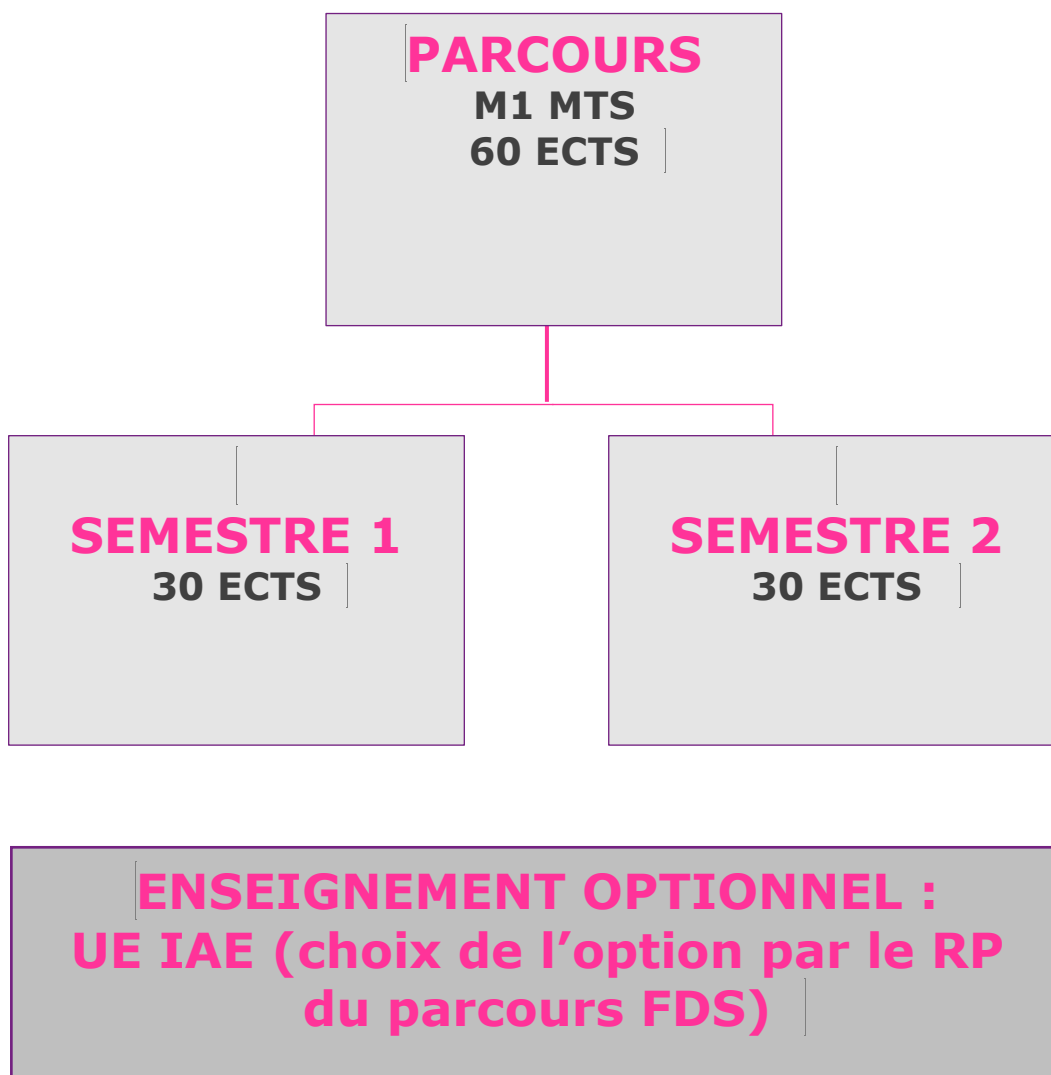 PARCOURS
M1 MTS
60 ECTS
SEMESTRE 1
30 ECTS
SEMESTRE 2
30 ECTS
ENSEIGNEMENT OPTIONNEL :
UE IAE (choix de l’option par le RP
du parcours FDS)